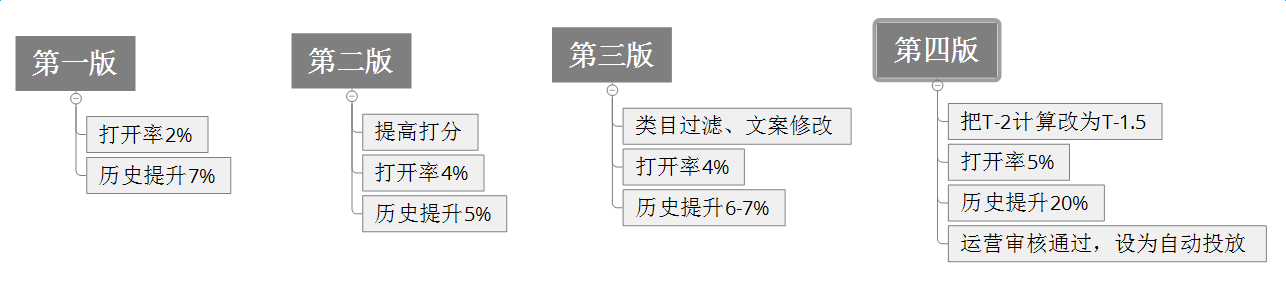 第一版
打开率2%
历史提升7%
第二版
提高打分
打开率4%
历史提升5%
第三版
类目过滤、文案修改
打开率4%
历史提升6-7%
第四版
把T-2计算改为T-1.5
打开率5%
历史提升20%
运营审核通过，设为自动投放